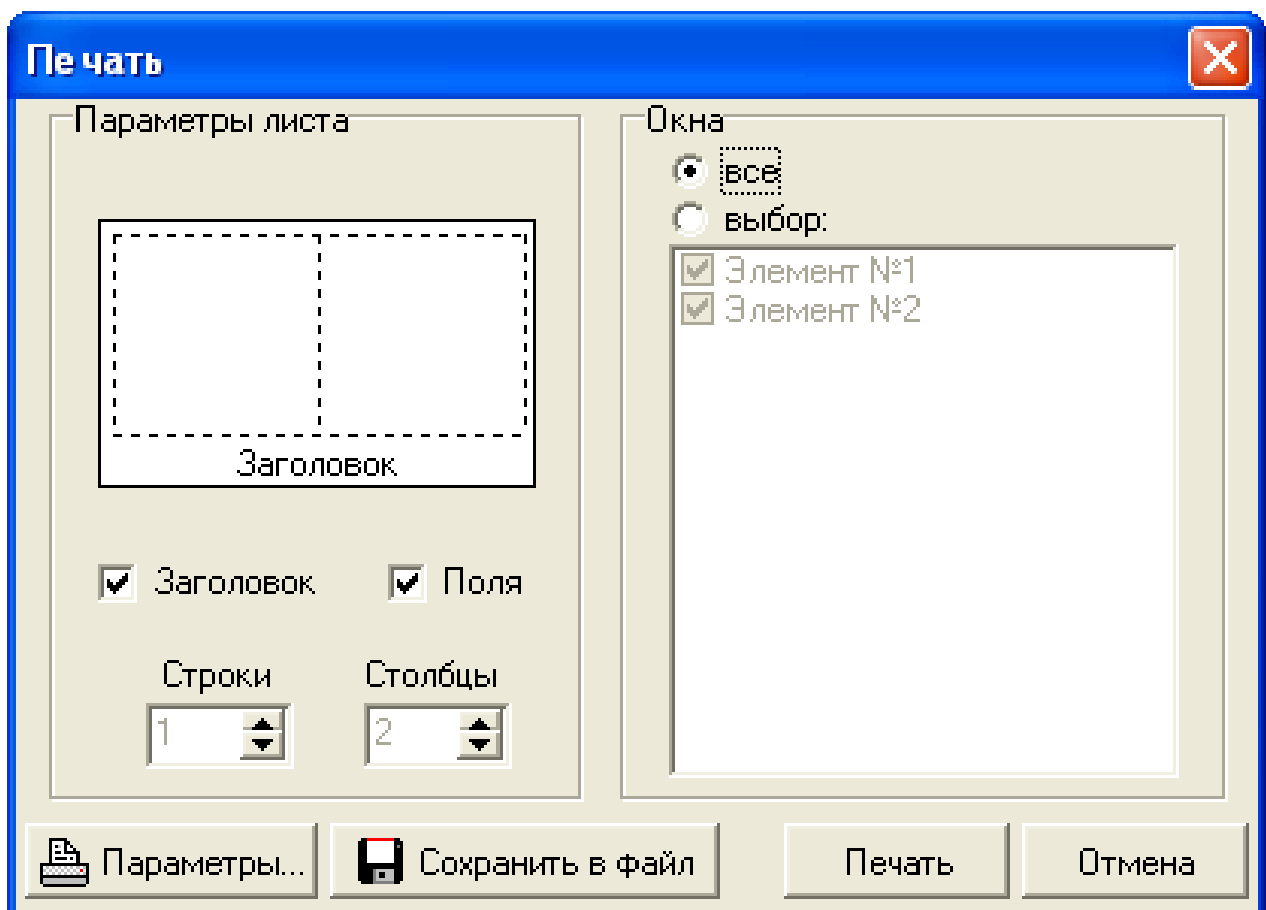 Печать
Параметры листа
Заголовок
Заголовок
Поля
Строки
Столбцы
1
2
Окна
все
выбор:
Элемент №1
Элемент №2
Параметры...
Сохранить в файл
Печать
Отмена